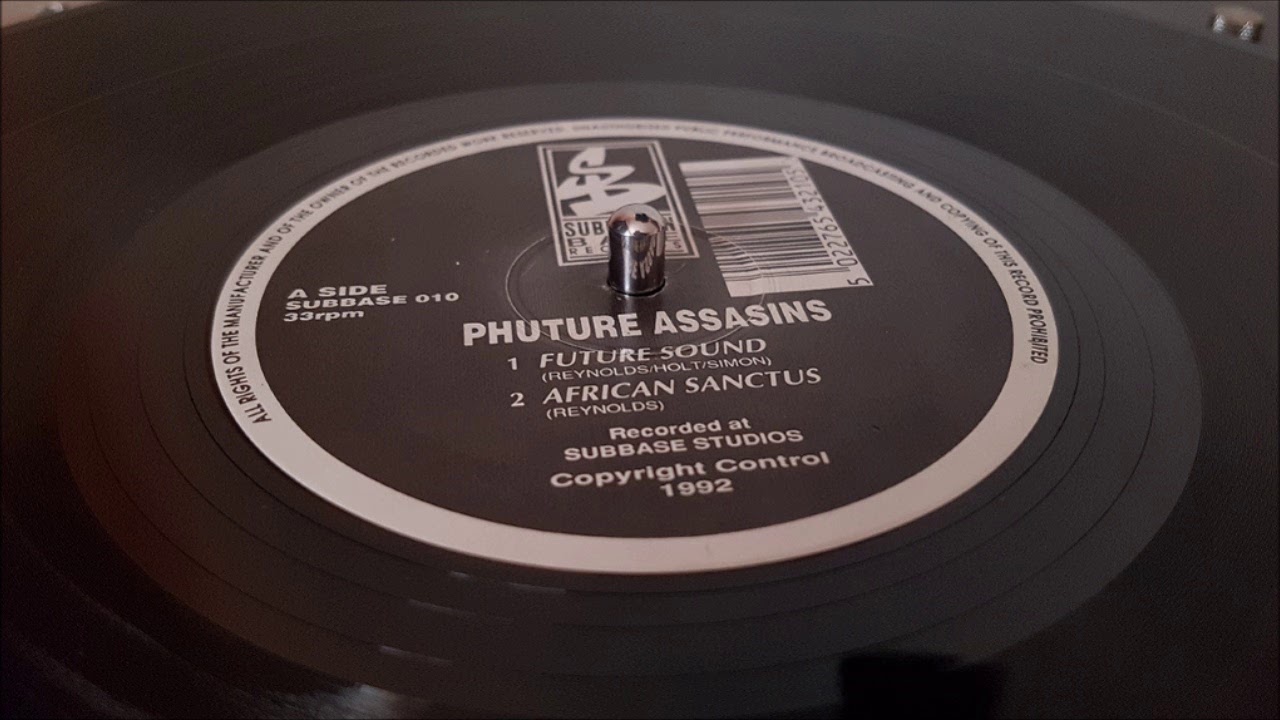 ALL RIGHTS OF THE MANUFACTURER AND OF THE OWNER OF THE RECORDED WORK RESERVED. UNAUTHORISED PUBLIC PERFORMANCE BROADCASTING AND COPYING OF THIS RECORD PROHIBITED
A SIDE
SUBBASE 010
33rpm
PHUTURE ASSASINS
1 FUTURE SOUND
(REYNOLDS/HOLT/SIMON)
2 AFRICAN SANCTUS
(REYNOLDS)
Recorded at
SUBBASE STUDIOS
Copyright Control
1992